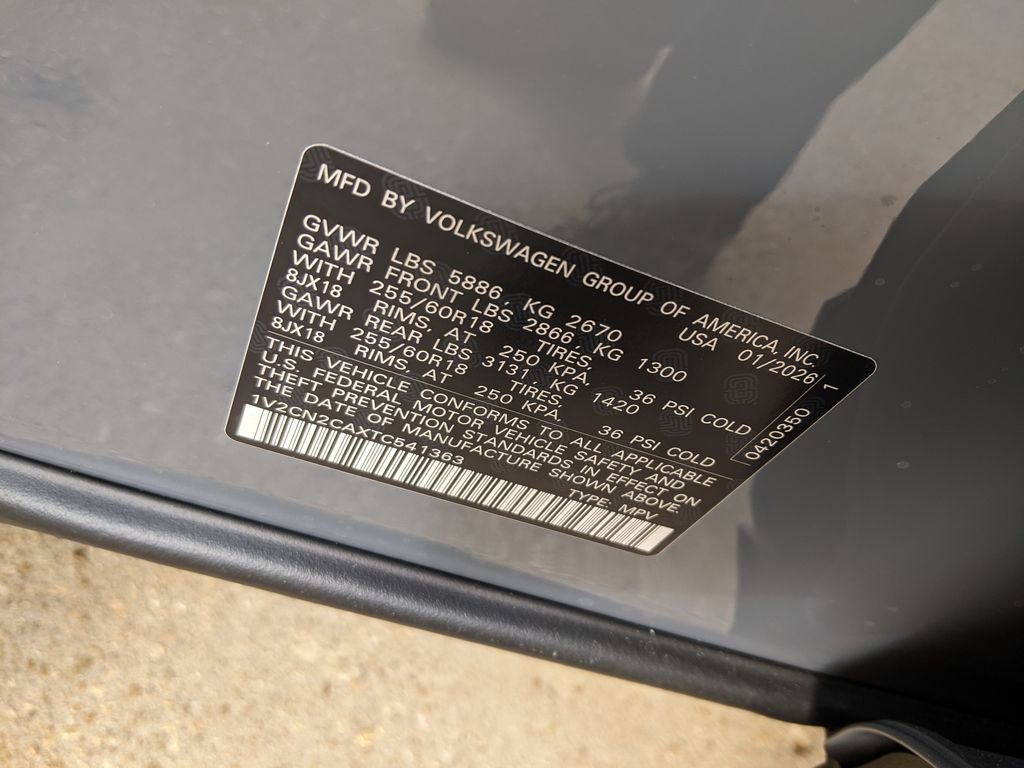 MFD BY VOLKSWAGEN GROUP OF AMERICA, INC.
USA 01/2026 / 1
GVWR LBS 5886 KG 2670
GAWR FRONT LBS 2866 KG 1300
WITH 255/60R18 TIRES,
8JX18 RIMS, AT 250 KPA, 36 PSI COLD
GAWR REAR LBS 3131 KG 1420
WITH 255/60R18 TIRES,
8JX18 RIMS, AT 250 KPA, 36 PSI COLD
THIS VEHICLE CONFORMS TO ALL APPLICABLE
U.S. FEDERAL MOTOR VEHICLE SAFETY AND
THEFT PREVENTION STANDARDS IN EFFECT ON
THE DATE OF MANUFACTURE SHOWN ABOVE.
1V2CN2CAXTC541363 TYPE: MPV
0420350